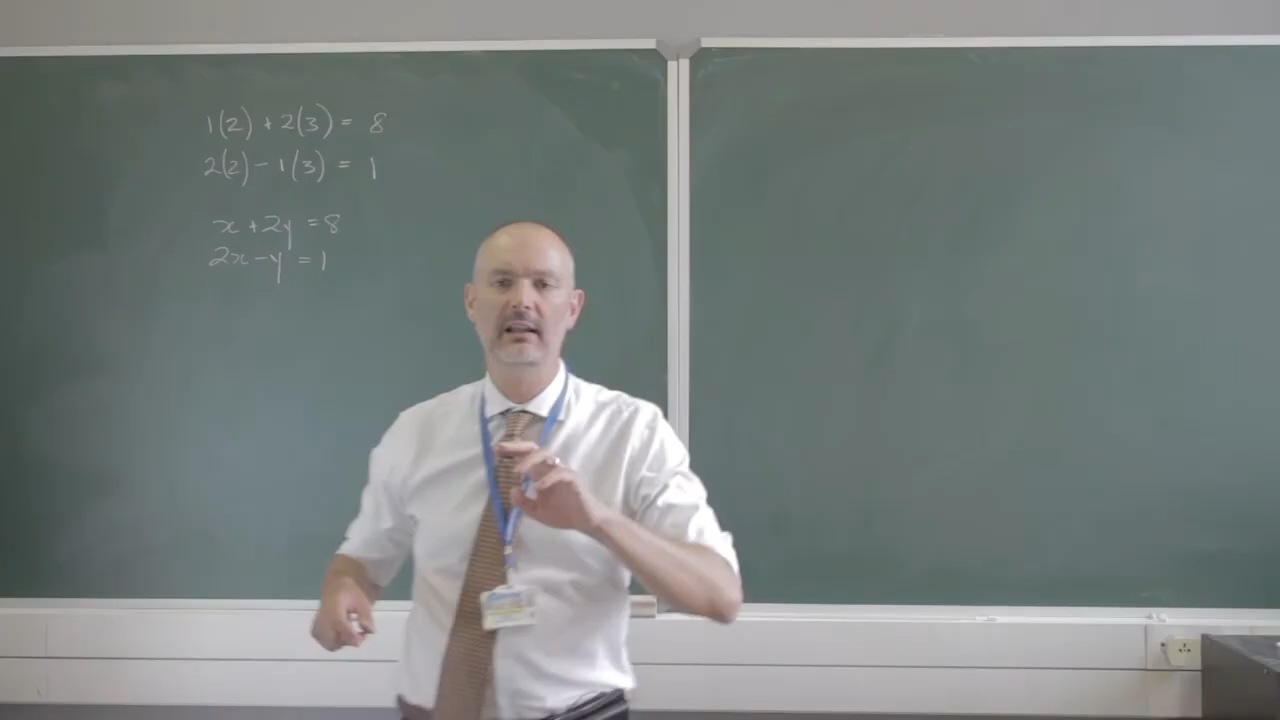 1(2) + 2(3) = 8
2(2) - 1(3) = 1
x + 2y = 8
2x - y = 1